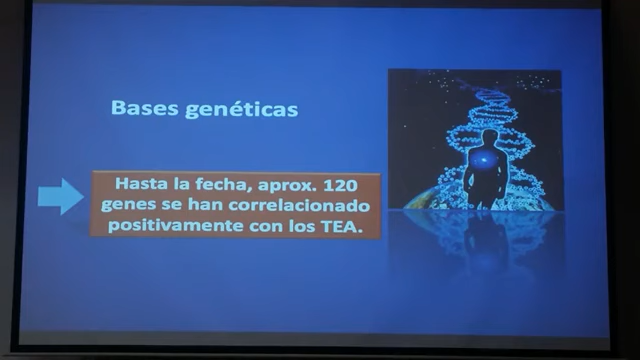 Bases genéticas
Hasta la fecha, aprox. 120
genes se han correlacionado
positivamente con los TEA.